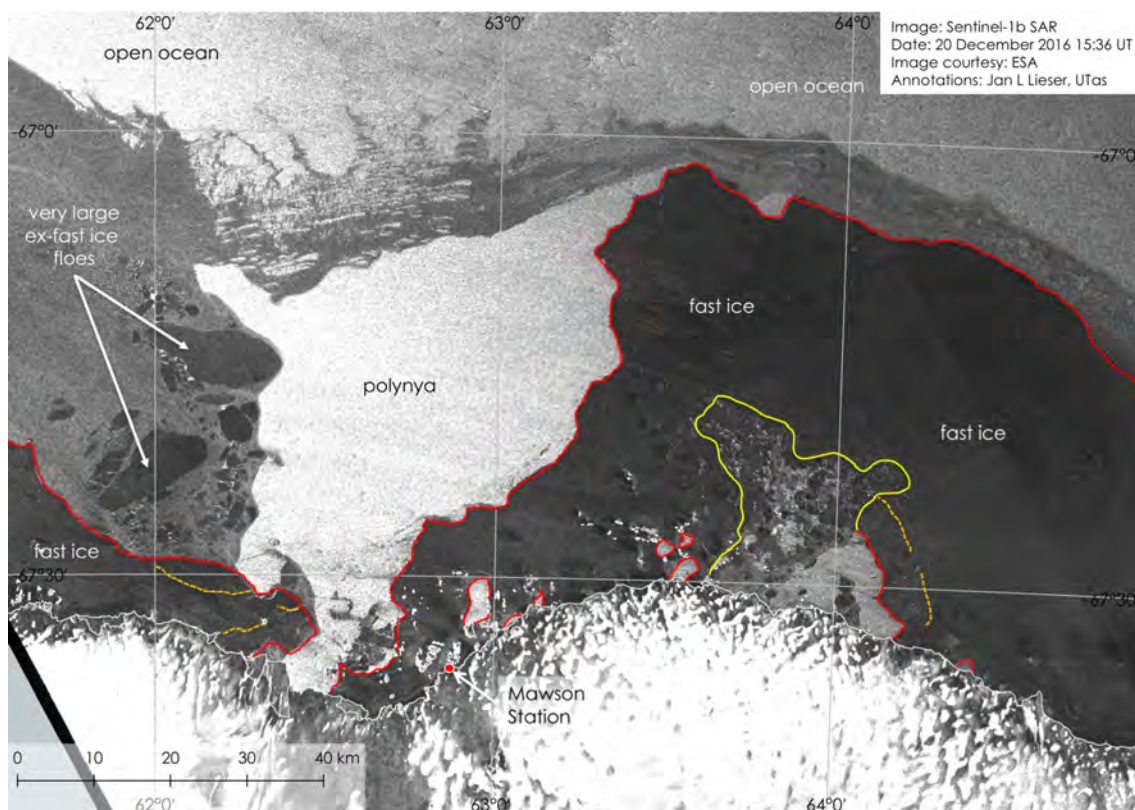 62°0'
63°0'
64°0'
Image: Sentinel-1b SAR
Date: 20 December 2016 15:36 UT
Image courtesy: ESA
Annotations: Jan L Lieser, UTas
open ocean
open ocean
-67°0'
-67°0'
very large
ex-fast ice
floes
fast ice
polynya
fast ice
fast ice
-67°30'
-67°30'
Mawson
Station
0 10 20 30 40 km
62°0'
63°0'
64°0'